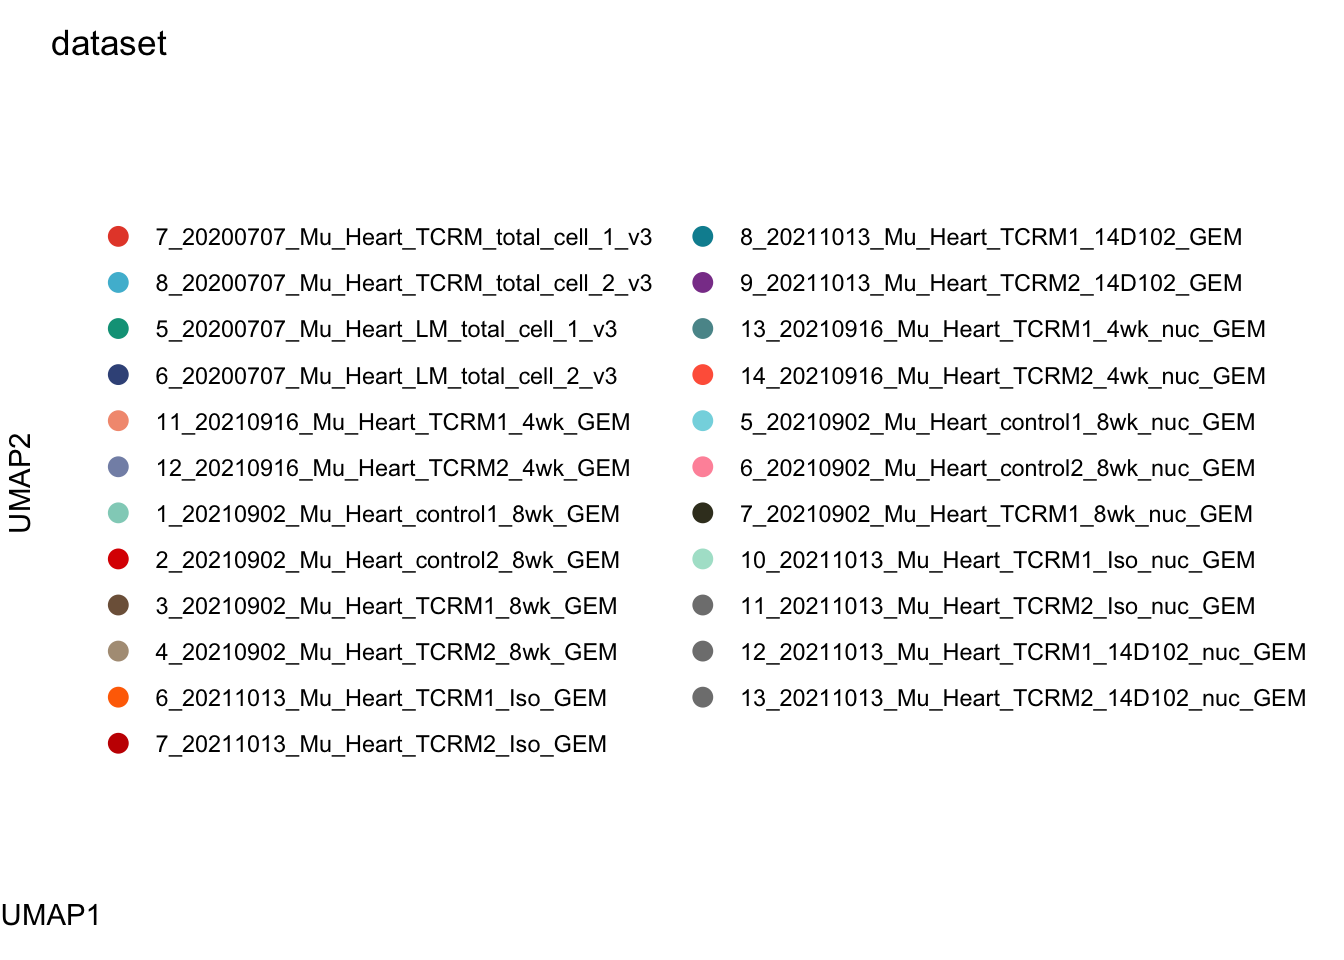 dataset
7_20200707_Mu_Heart_TCRM_total_cell_1_v3
8_20200707_Mu_Heart_TCRM_total_cell_2_v3
5_20200707_Mu_Heart_LM_total_cell_1_v3
6_20200707_Mu_Heart_LM_total_cell_2_v3
11_20210916_Mu_Heart_TCRM1_4wk_GEM
12_20210916_Mu_Heart_TCRM2_4wk_GEM
1_20210902_Mu_Heart_control1_8wk_GEM
2_20210902_Mu_Heart_control2_8wk_GEM
3_20210902_Mu_Heart_TCRM1_8wk_GEM
4_20210902_Mu_Heart_TCRM2_8wk_GEM
6_20211013_Mu_Heart_TCRM1_Iso_GEM
7_20211013_Mu_Heart_TCRM2_Iso_GEM
8_20211013_Mu_Heart_TCRM1_14D102_GEM
9_20211013_Mu_Heart_TCRM2_14D102_GEM
13_20210916_Mu_Heart_TCRM1_4wk_nuc_GEM
14_20210916_Mu_Heart_TCRM2_4wk_nuc_GEM
5_20210902_Mu_Heart_control1_8wk_nuc_GEM
6_20210902_Mu_Heart_control2_8wk_nuc_GEM
7_20210902_Mu_Heart_TCRM1_8wk_nuc_GEM
10_20211013_Mu_Heart_TCRM1_Iso_nuc_GEM
11_20211013_Mu_Heart_TCRM2_Iso_nuc_GEM
12_20211013_Mu_Heart_TCRM1_14D102_nuc_GEM
13_20211013_Mu_Heart_TCRM2_14D102_nuc_GEM
UMAP2
UMAP1